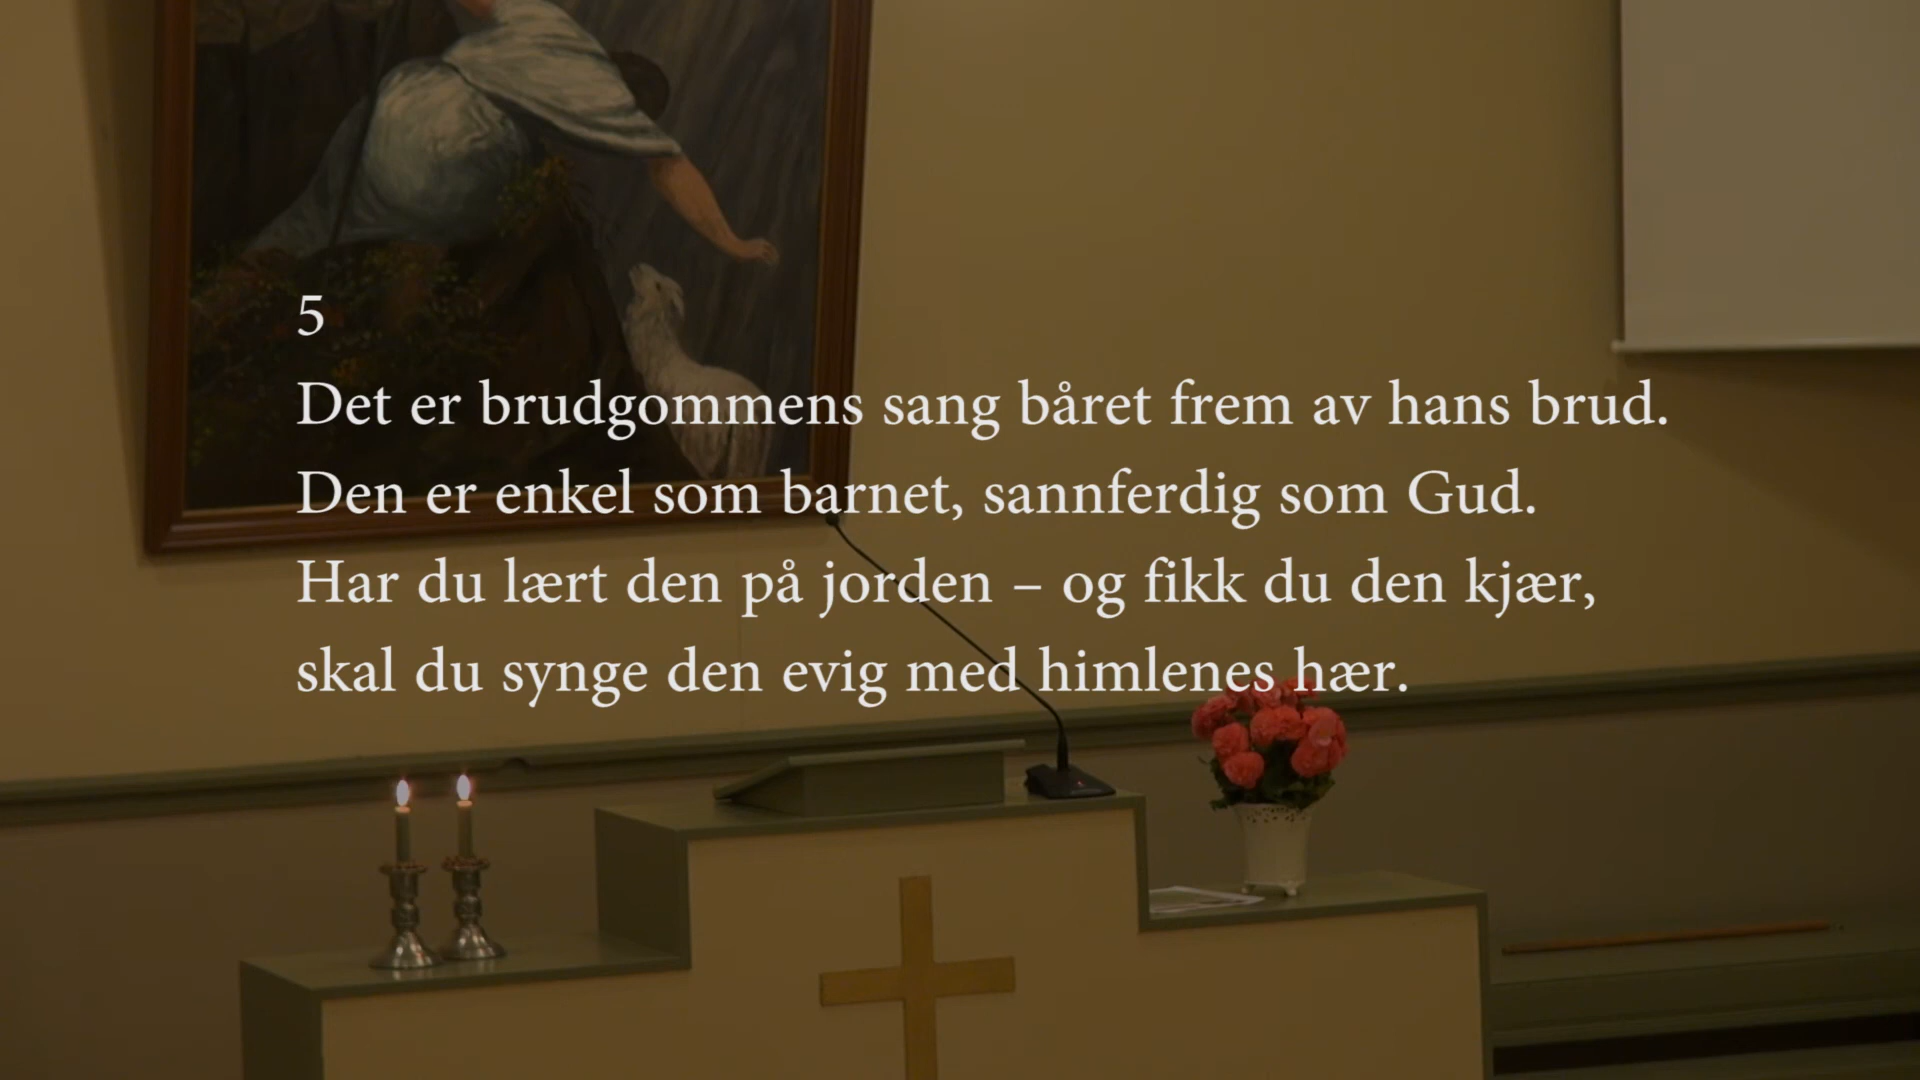 5
Det er brudgommens sang båret frem av hans brud.
Den er enkel som barnet, sannferdig som Gud.
Har du lært den på jorden – og fikk du den kjær,
skal du synge den evig med himlenes hær.